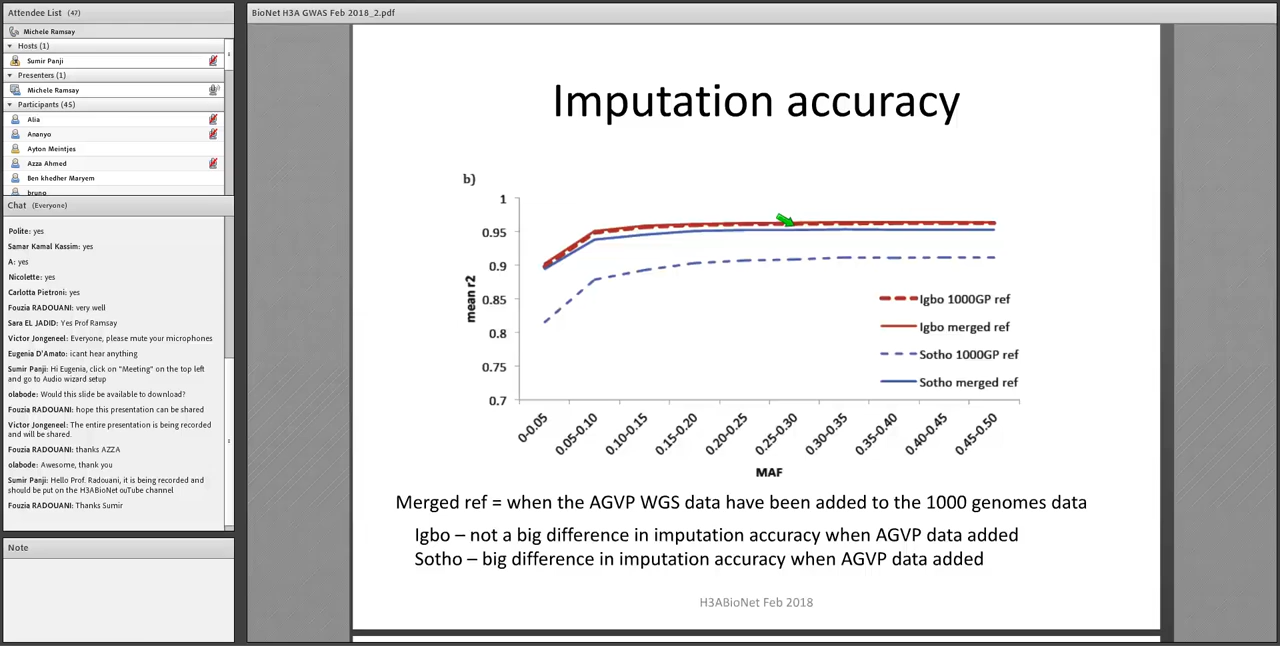 Attendee List (47)
Michele Ramsay
Hosts (1)
Sumir Panji
Presenters (1)
Michele Ramsay
Participants (45)
Alia
Ananyo
Ayton Meintjes
Azza Ahmed
Ben khedher Maryem
bruno
Chat (Everyone)
Polite: yes
Samar Kamal Kassim: yes
A: yes
Nicolette: yes
Carlotta Pietroni: yes
Fouzia RADOUANI: very well
Sara EL JADID: Yes Prof Ramsay
Victor Jongeneel: Everyone, please mute your microphones
Eugenia D'Amato: icant hear anything
Sumir Panji: Hi Eugenia, click on "Meeting" on the top left
and go to Audio wizard setup
olabode: Would this slide be available to download?
Fouzia RADOUANI: hope this presentation can be shared
Victor Jongeneel: The entire presentation is being recorded
and will be shared.
Fouzia RADOUANI: thanks AZZA
olabode: Awesome, thank you
Sumir Panji: Hello Prof. Radouani, it is being recorded and
should be put on the H3ABioNet ouTube channel
Fouzia RADOUANI: Thanks Sumir
Note
BioNet H3A GWAS Feb 2018_2.pdf
Imputation accuracy
b)
1
0.95
0.9
0.85
0.8
0.75
0.7
mean r2
0-0.05
0.05-0.10
0.10-0.15
0.15-0.20
0.20-0.25
0.25-0.30
0.30-0.35
0.35-0.40
0.40-0.45
0.45-0.50
MAF
Igbo 1000GP ref
Igbo merged ref
Sotho 1000GP ref
Sotho merged ref
Merged ref = when the AGVP WGS data have been added to the 1000 genomes data
Igbo – not a big difference in imputation accuracy when AGVP data added
Sotho – big difference in imputation accuracy when AGVP data added
H3ABioNet Feb 2018